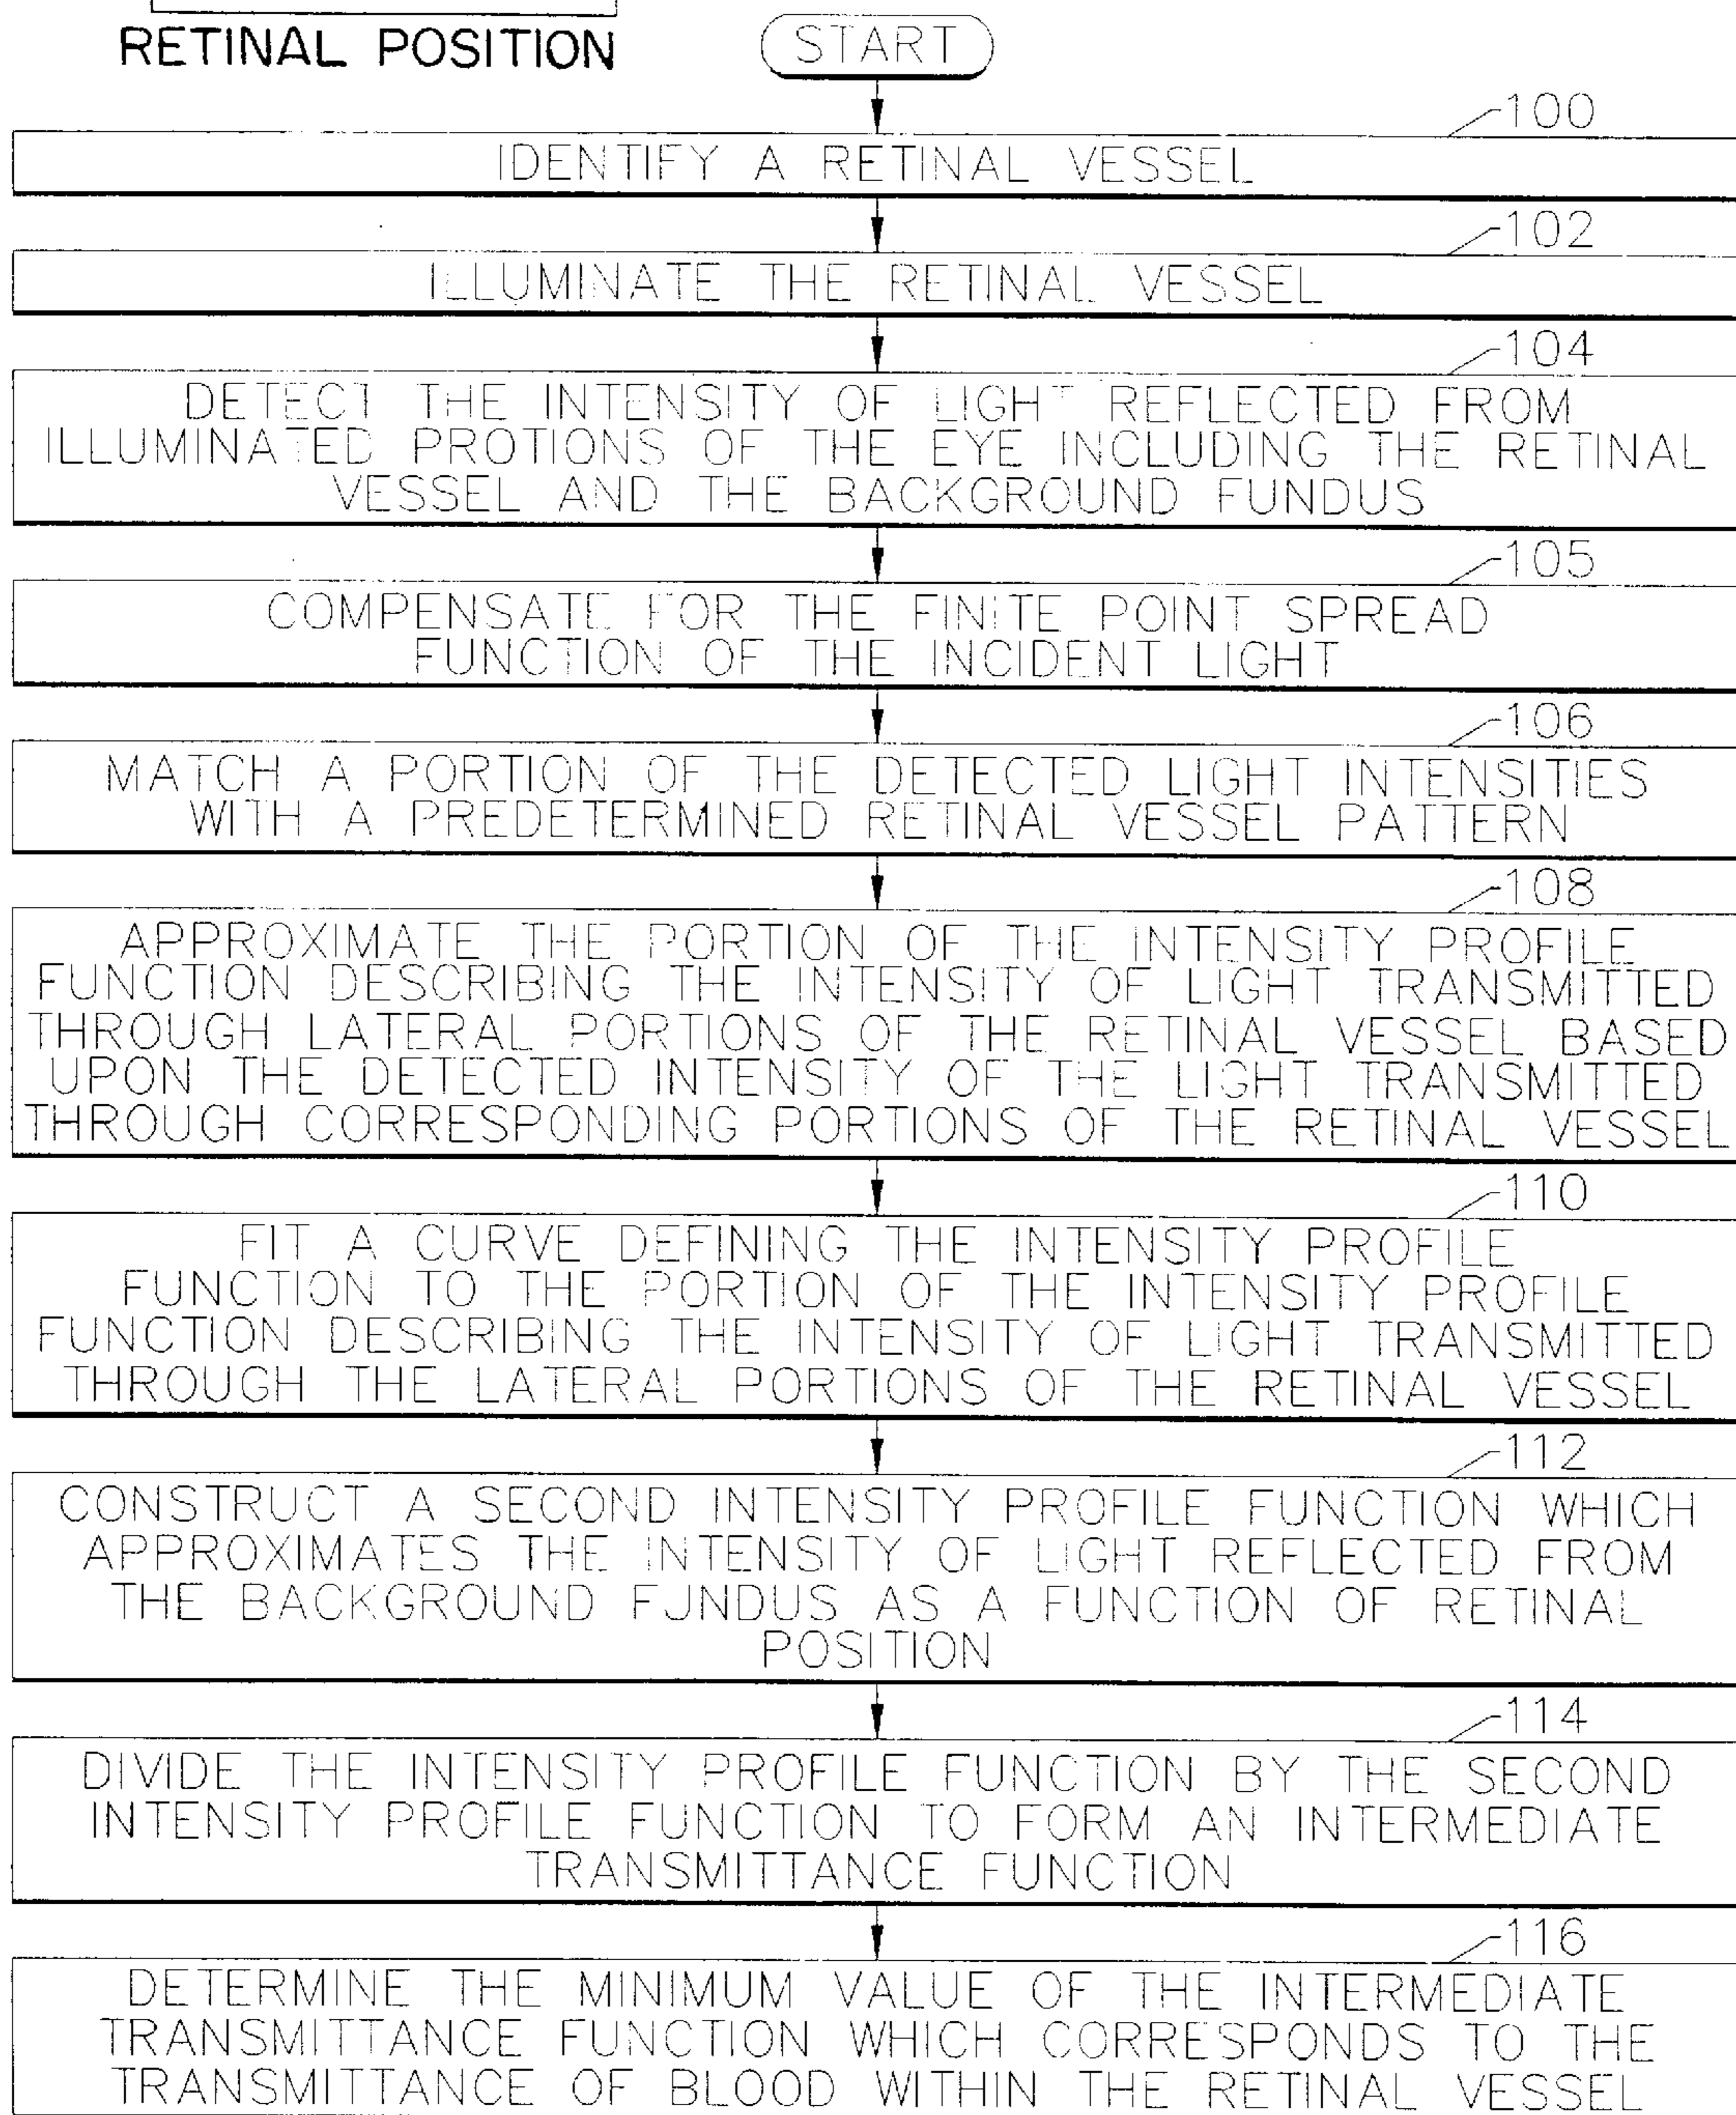 RETINAL POSITION
START
100
IDENTIFY A RETINAL VESSEL
102
ILLUMINATE THE RETINAL VESSEL
104
DETECT THE INTENSITY OF LIGHT REFLECTED FROM
ILLUMINATED PROTIONS OF THE EYE INCLUDING THE RETINAL
VESSEL AND THE BACKGROUND FUNDUS
105
COMPENSATE FOR THE FINITE POINT SPREAD
FUNCTION OF THE INCIDENT LIGHT
106
MATCH A PORTION OF THE DETECTED LIGHT INTENSITIES
WITH A PREDETERMINED RETINAL VESSEL PATTERN
108
APPROXIMATE THE PORTION OF THE INTENSITY PROFILE
FUNCTION DESCRIBING THE INTENSITY OF LIGHT TRANSMITTED
THROUGH LATERAL PORTIONS OF THE RETINAL VESSEL BASED
UPON THE DETECTED INTENSITY OF THE LIGHT TRANSMITTED
THROUGH CORRESPONDING PORTIONS OF THE RETINAL VESSEL
110
FIT A CURVE DEFINING THE INTENSITY PROFILE
FUNCTION TO THE PORTION OF THE INTENSITY PROFILE
FUNCTION DESCRIBING THE INTENSITY OF LIGHT TRANSMITTED
THROUGH THE LATERAL PORTIONS OF THE RETINAL VESSEL
112
CONSTRUCT A SECOND INTENSITY PROFILE FUNCTION WHICH
APPROXIMATES THE INTENSITY OF LIGHT REFLECTED FROM
THE BACKGROUND FUNDUS AS A FUNCTION OF RETINAL
POSITION
114
DIVIDE THE INTENSITY PROFILE FUNCTION BY THE SECOND
INTENSITY PROFILE FUNCTION TO FORM AN INTERMEDIATE
TRANSMITTANCE FUNCTION
116
DETERMINE THE MINIMUM VALUE OF THE INTERMEDIATE
TRANSMITTANCE FUNCTION WHICH CORRESPONDS TO THE
TRANSMITTANCE OF BLOOD WITHIN THE RETINAL VESSEL